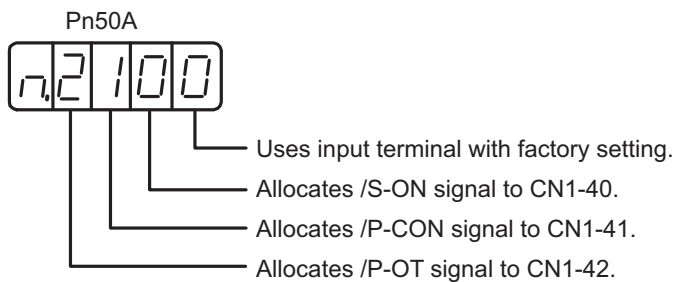 Pn50A
n.2100
Uses input terminal with factory setting.
Allocates /S-ON signal to CN1-40.
Allocates /P-CON signal to CN1-41.
Allocates /P-OT signal to CN1-42.